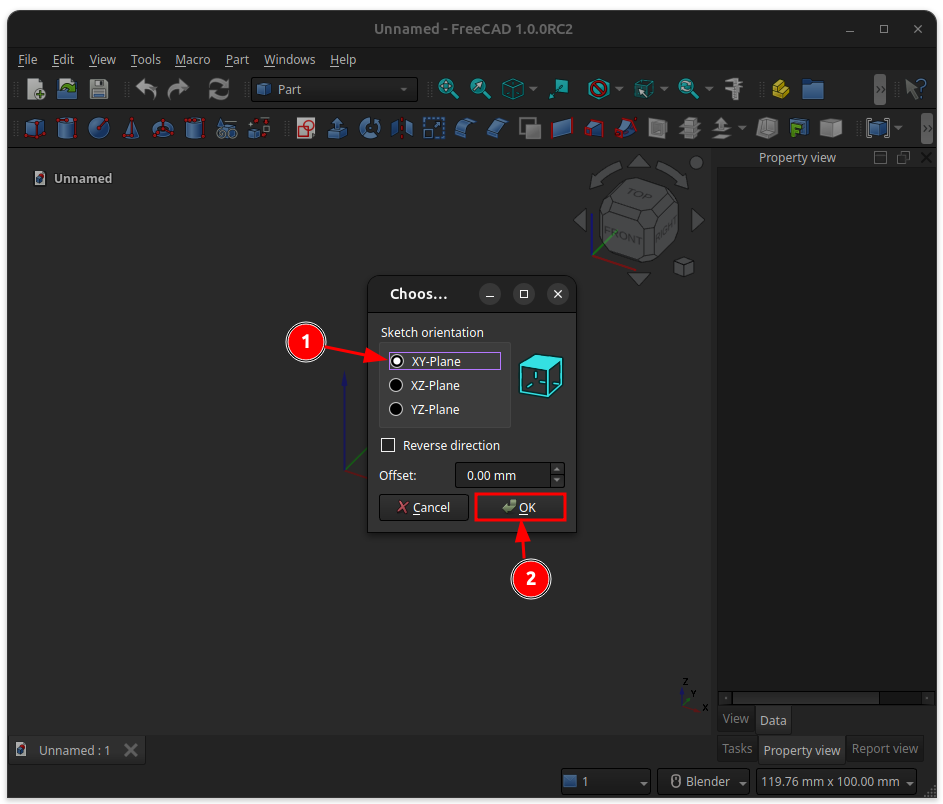 Unnamed - FreeCAD 1.0.0RC2
File Edit View Tools Macro Part Windows Help
Part
Unnamed
Property view
TOP
FRONT
RIGHT
Choos...
Sketch orientation
1
XY-Plane
XZ-Plane
YZ-Plane
Reverse direction
Offset: 0.00 mm
Cancel OK
2
Z
Y
X
View Data
Unnamed : 1
Tasks Property view Report view
1 Blender 119.76 mm x 100.00 mm